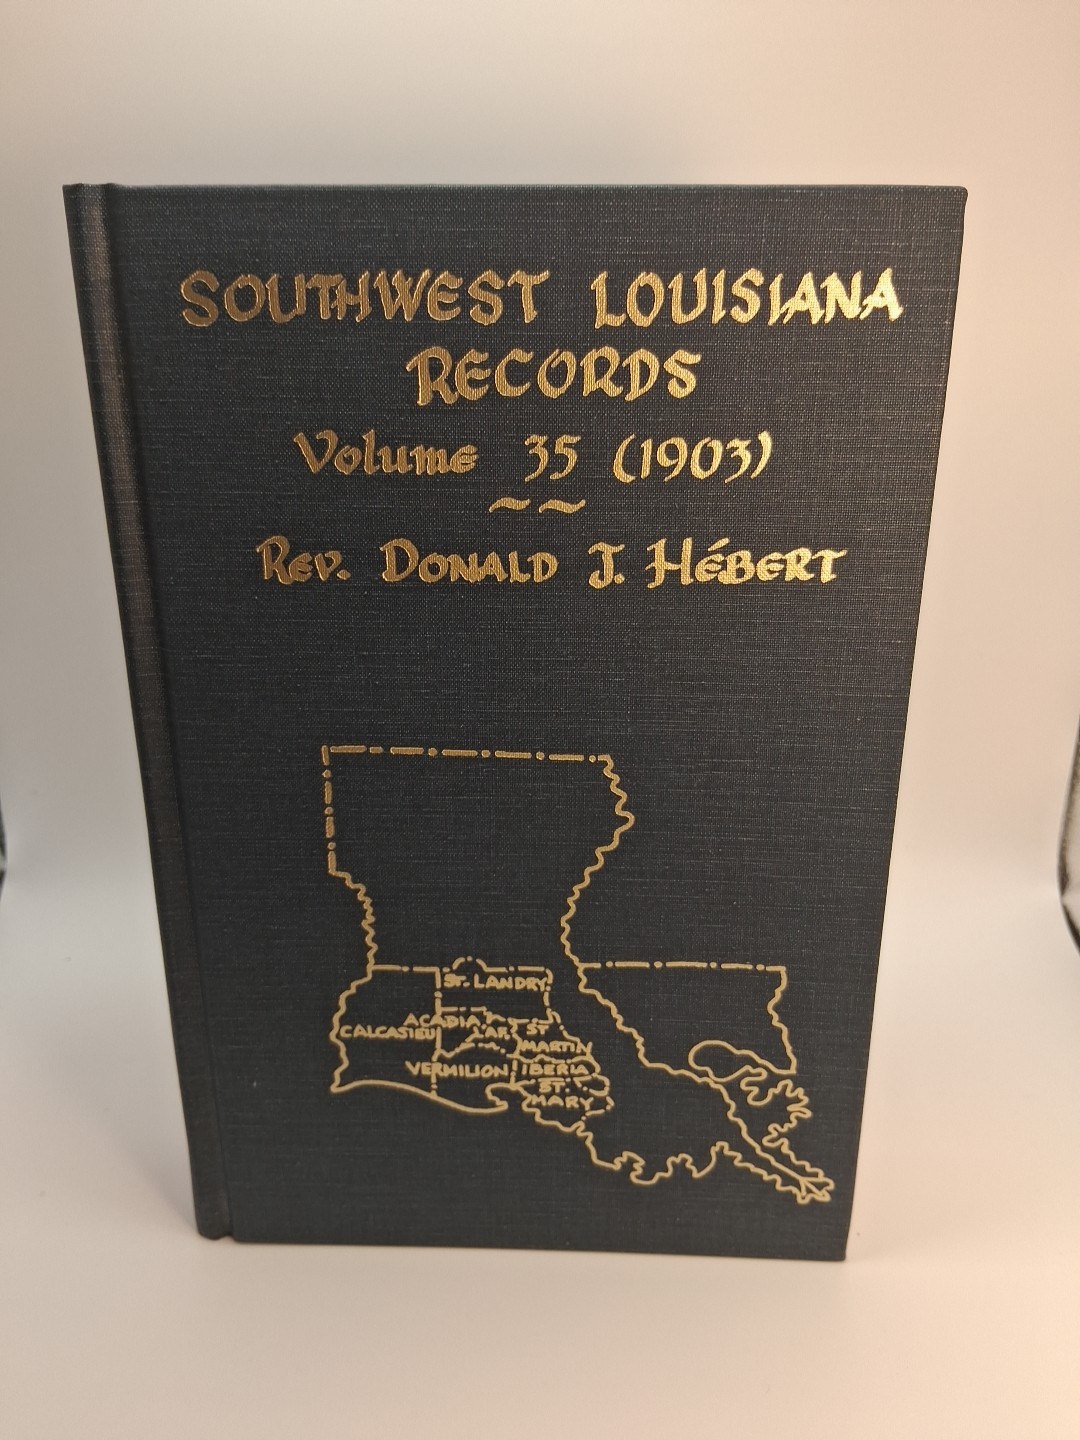 SOUTHWEST LOUISIANA
RECORDS
Volume 35 (1903)
~~
REV. DONALD J. HÉBERT
ST. LANDRY
ACADIA
CALCASIEU
LAF.
ST
MARTIN
VERMILION
IBERIA
ST.
MARY